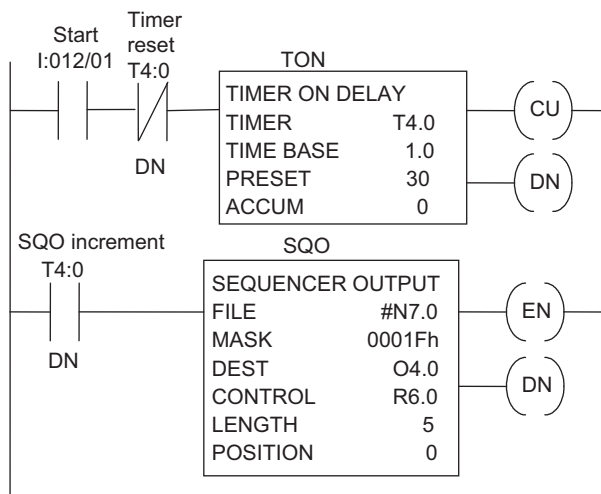 Start
I:012/01
Timer
reset
T4:0
DN
TON
TIMER ON DELAY
TIMER T4.0
TIME BASE 1.0
PRESET 30
ACCUM 0
CU
DN
SQO increment
T4:0
DN
SQO
SEQUENCER OUTPUT
FILE #N7.0
MASK 0001Fh
DEST O4.0
CONTROL R6.0
LENGTH 5
POSITION 0
EN
DN